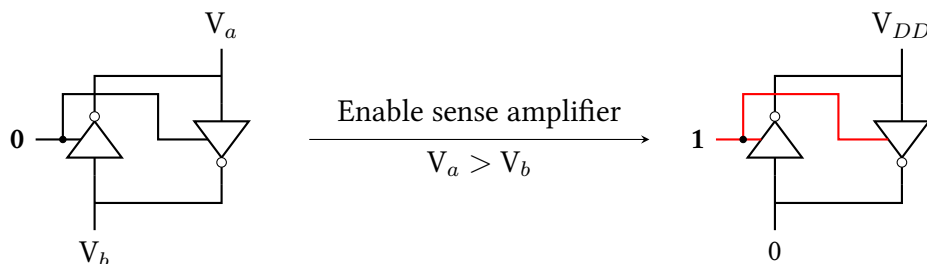 V_a
V_DD
0
Enable sense amplifier
1
V_a > V_b
V_b
0